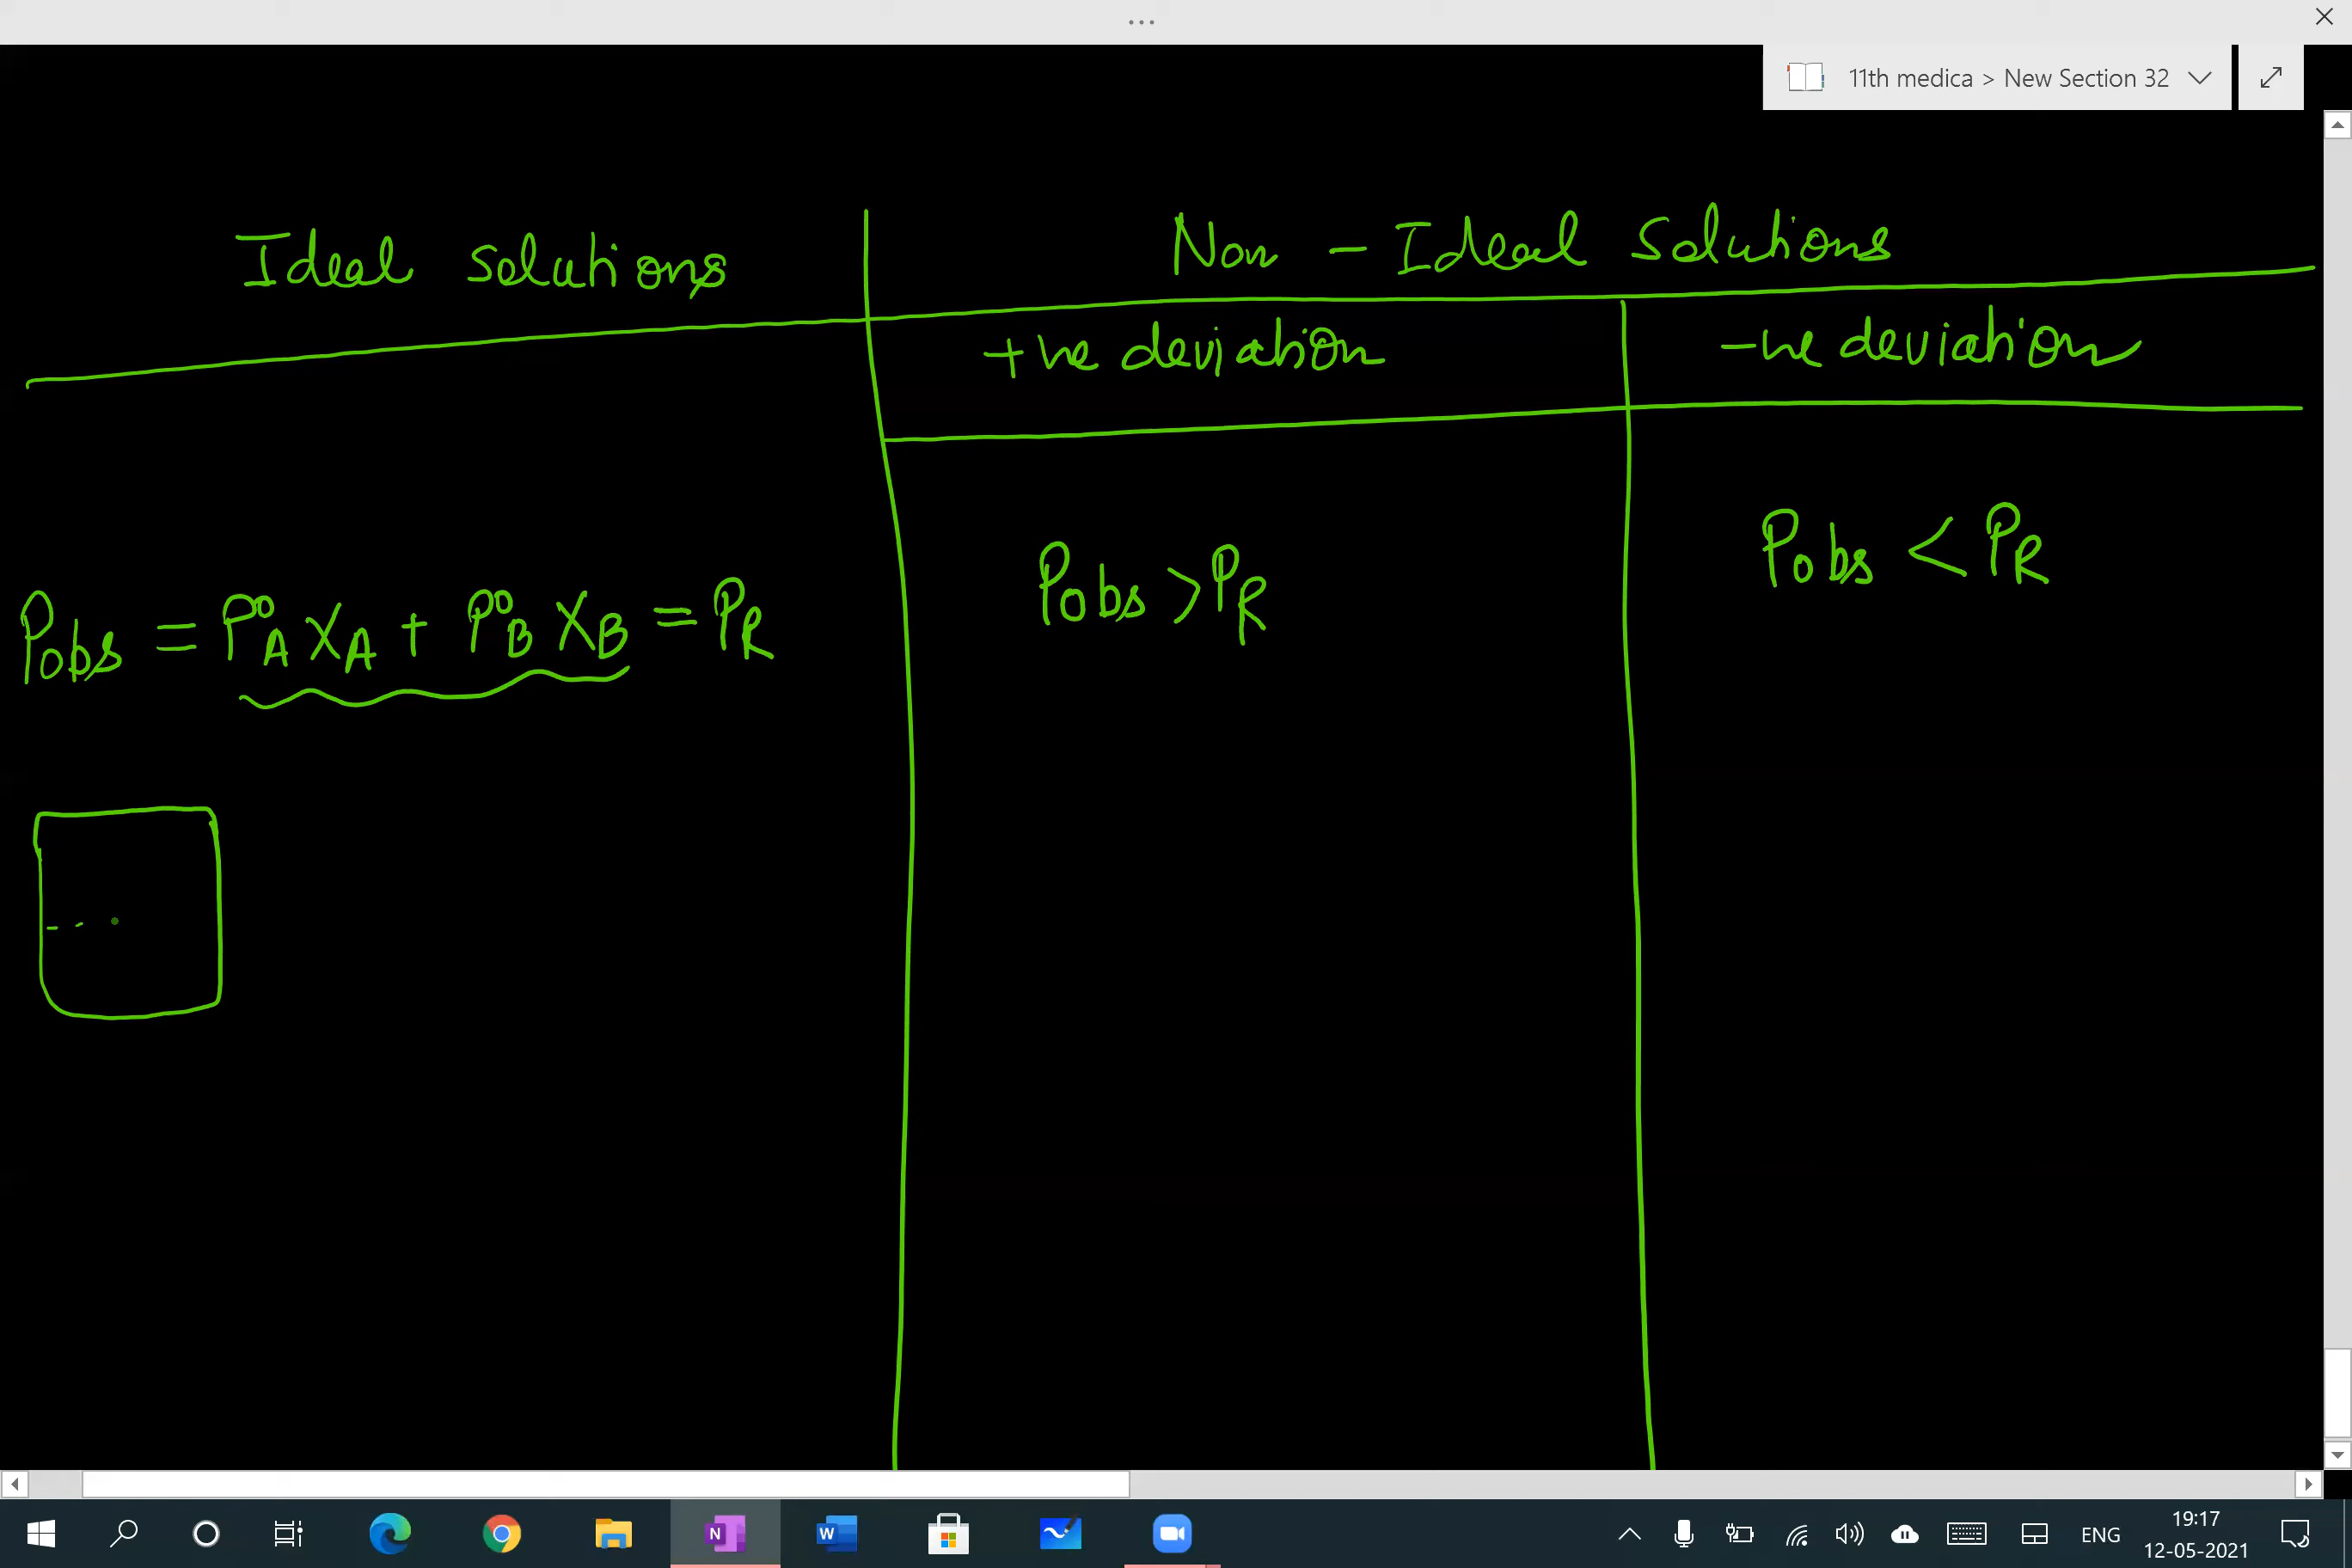 11th medica > New Section 32
Ideal solutions
Non - Ideal Solutions
+ve deviation
-ve deviation
Pobs = P°A XA + P°B XB = PR
Pobs > PR
Pobs < PR
ENG
19:17
12-05-2021